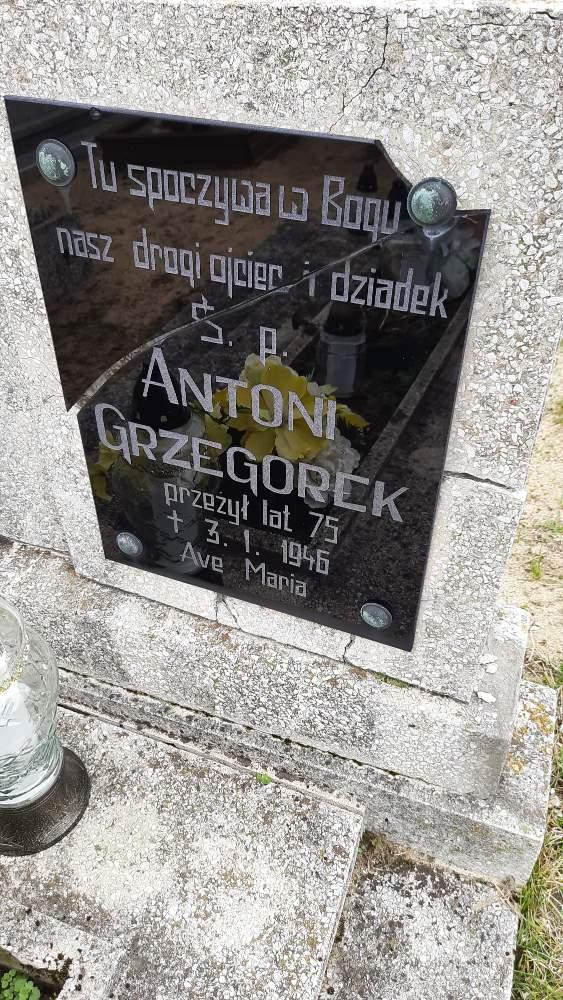 Tu spoczywa w Bogu
nasz drogi ojciec i dziadek
Ś. p.
ANTONI
GRZEGOREK
przeżył lat 75
+ 3. 1. 1946
Ave Maria